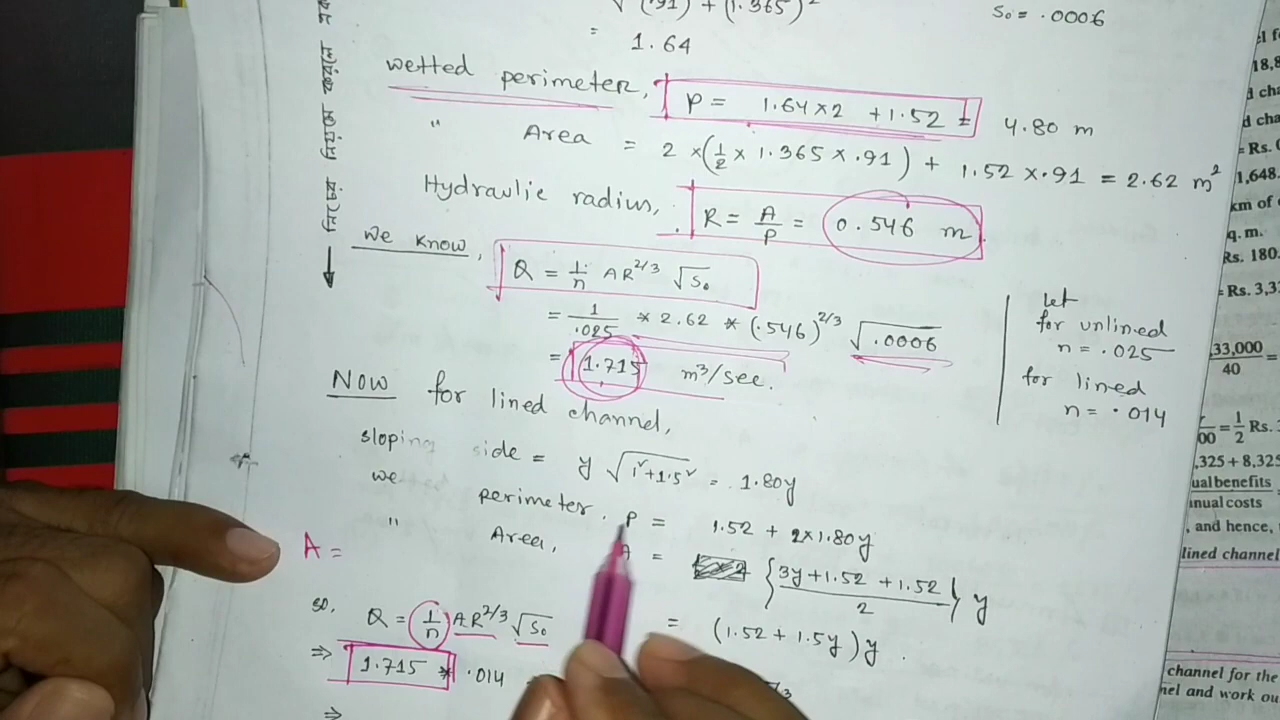 √(.91) + (1.365)²
S₀ = .0006
= 1.64
wetted perimeter, P = 1.64×2 +1.52 = 4.80 m
" Area = 2 ×(½ × 1.365 × .91) + 1.52 ×.91 = 2.62 m²
Hydraulic radius, R = A/P = 0.546 m
We know, Q = 1/n AR^2/3 √S₀
= 1/.025 * 2.62 * (.546)^2/3 √.0006
= 1.715 m³/sec.
Let
for unlined
n = .025
for lined
n = .014
Now for lined channel,
sloping side = y √1²+1.5² = 1.80y
we perimeter. P = 1.52 + 2×1.80y
" Area, A = {3y+1.52 +1.52/2} y
= (1.52 + 1.5y)y.
A =
so, Q = 1/n AR^2/3 √S₀
⇒ 1.715 * .014
⇒
18,8
= Rs.
1,648.
km of
q. m.
Rs. 180.
= Rs. 3,3
33,000/40 =
/00 = 1/2 Rs.
,325 + 8,325
ual benefits
nual costs
, and hence,
lined channel
channel for the
nel and work ou